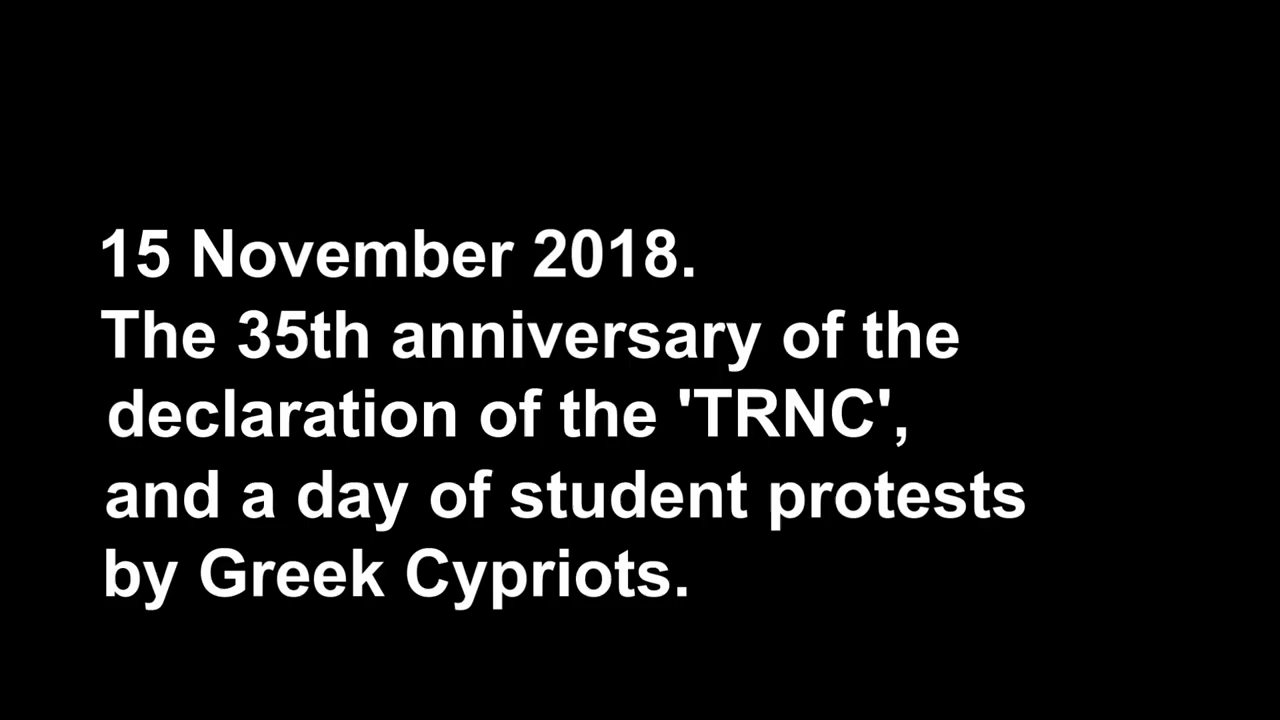 15 November 2018.
The 35th anniversary of the
declaration of the 'TRNC',
and a day of student protests
by Greek Cypriots.